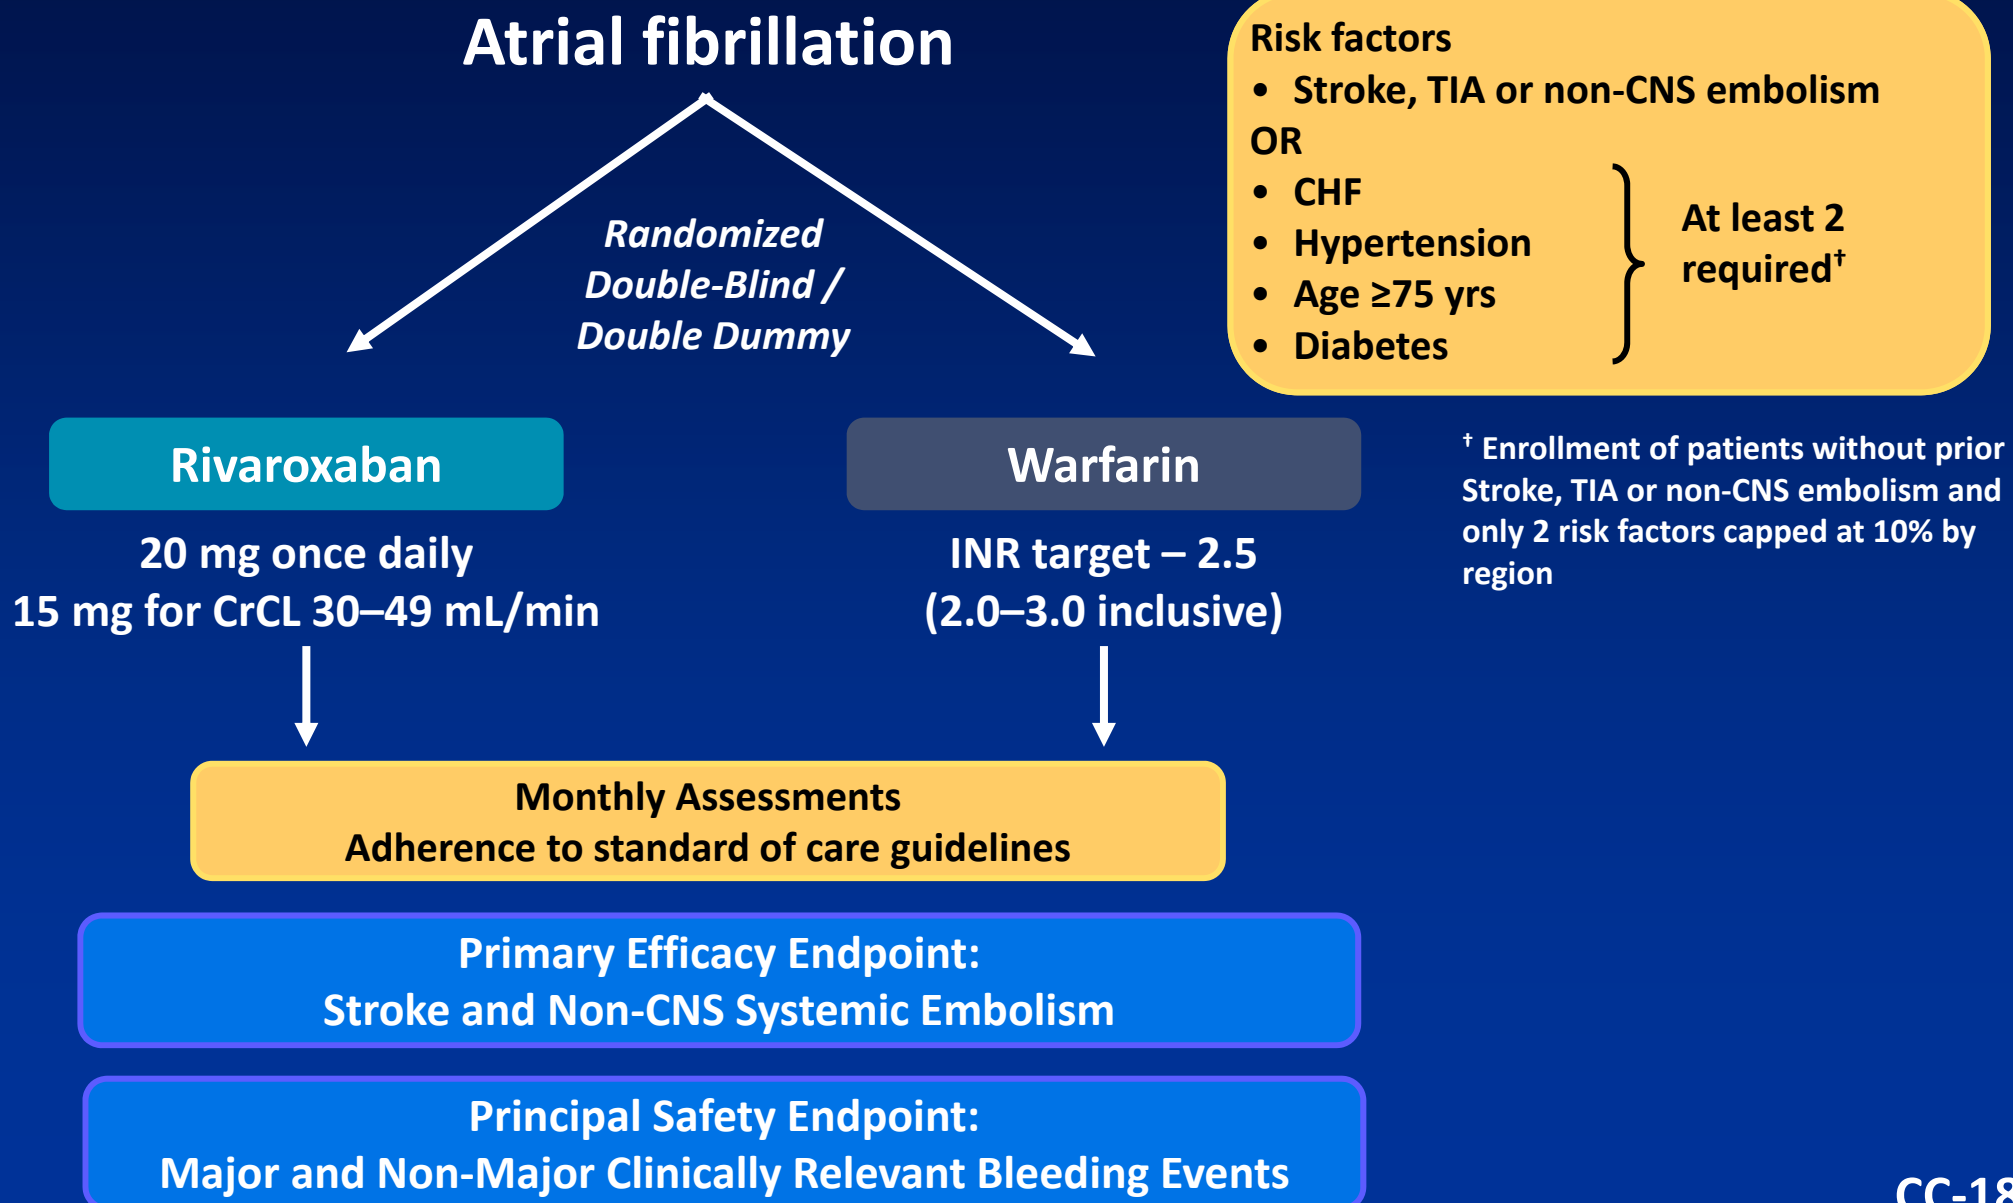 Atrial fibrillation
Randomized
Double-Blind /
Double Dummy
Risk factors
• Stroke, TIA or non-CNS embolism
OR
• CHF
• Hypertension
• Age ≥75 yrs
• Diabetes
At least 2
required†
Rivaroxaban
20 mg once daily
15 mg for CrCL 30–49 mL/min
Warfarin
INR target – 2.5
(2.0–3.0 inclusive)
† Enrollment of patients without prior
Stroke, TIA or non-CNS embolism and
only 2 risk factors capped at 10% by
region
Monthly Assessments
Adherence to standard of care guidelines
Primary Efficacy Endpoint:
Stroke and Non-CNS Systemic Embolism
Principal Safety Endpoint:
Major and Non-Major Clinically Relevant Bleeding Events
CC-18